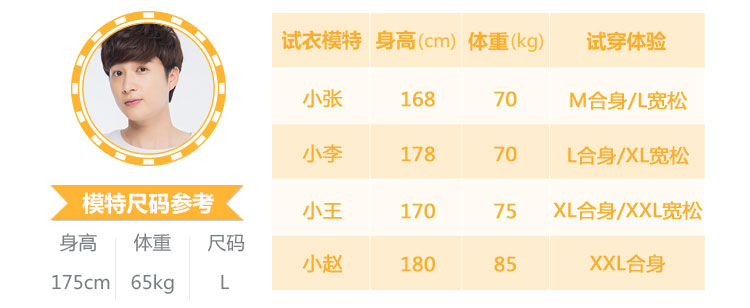 模特尺码参考
身高 体重 尺码
175cm 65kg L
试衣模特 身高(cm) 体重(kg) 试穿体验
小张 168 70 M合身/L宽松
小李 178 70 L合身/XL宽松
小王 170 75 XL合身/XXL宽松
小赵 180 85 XXL合身